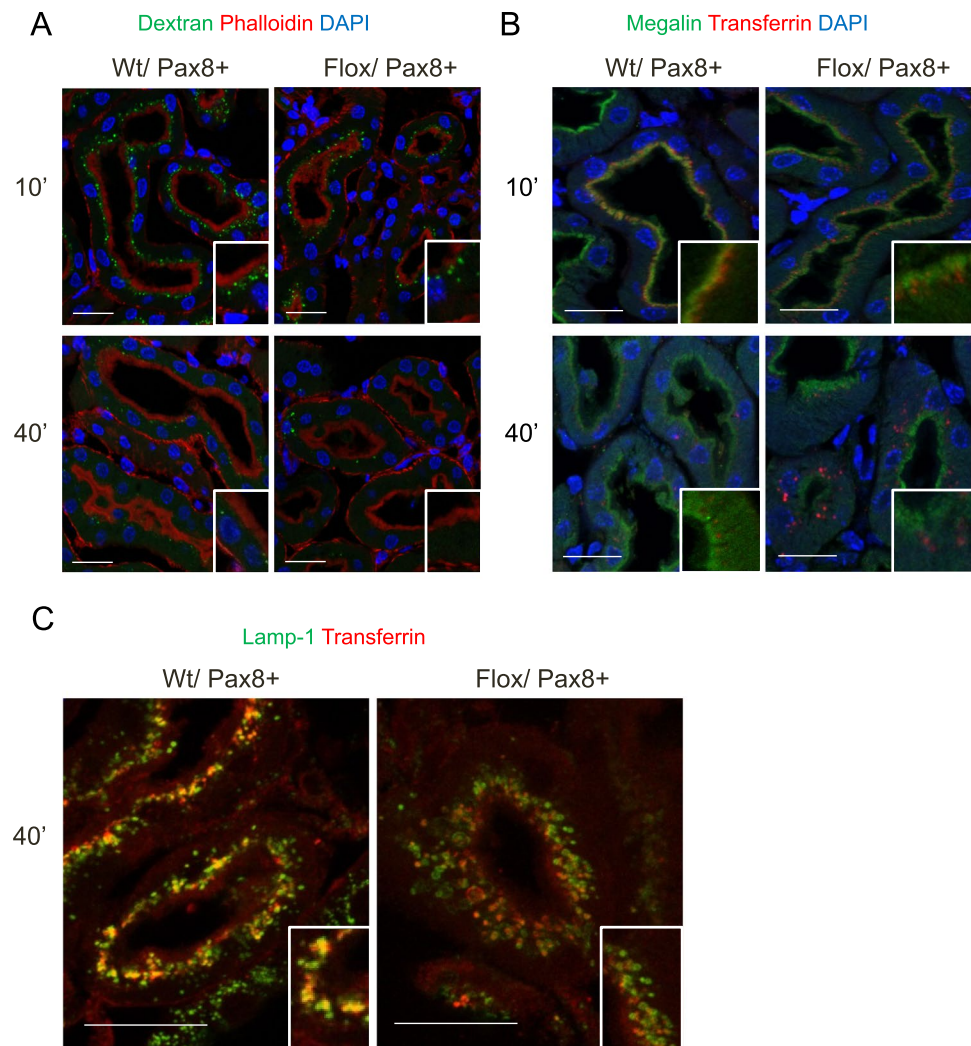 A
Dextran Phalloidin DAPI
Wt/ Pax8+
Flox/ Pax8+
10’
40’
B
Megalin Transferrin DAPI
Wt/ Pax8+
Flox/ Pax8+
10’
40’
C
Lamp-1 Transferrin
Wt/ Pax8+
Flox/ Pax8+
40’